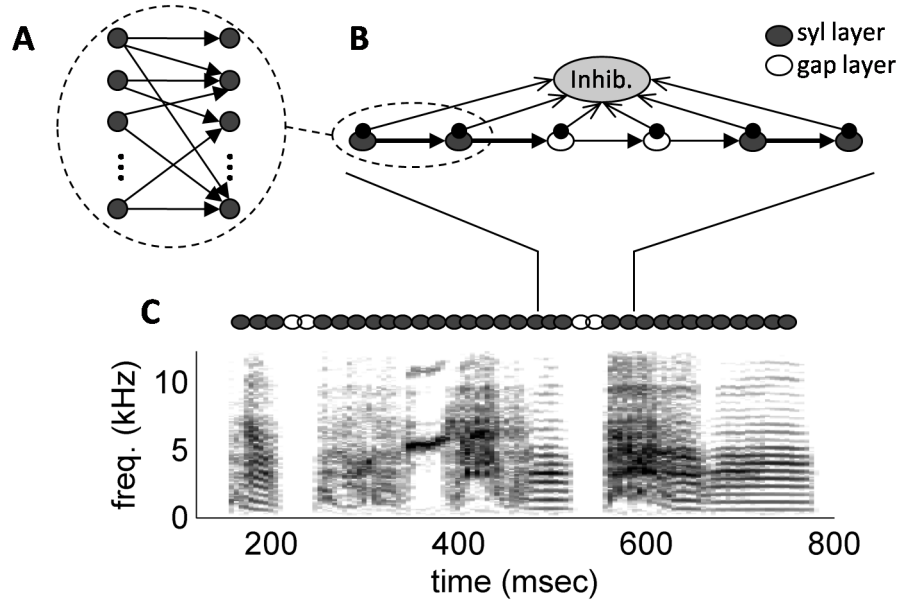 A
B
syl layer
gap layer
Inhib.
C
freq. (kHz)
10
5
0
200
400
600
800
time (msec)